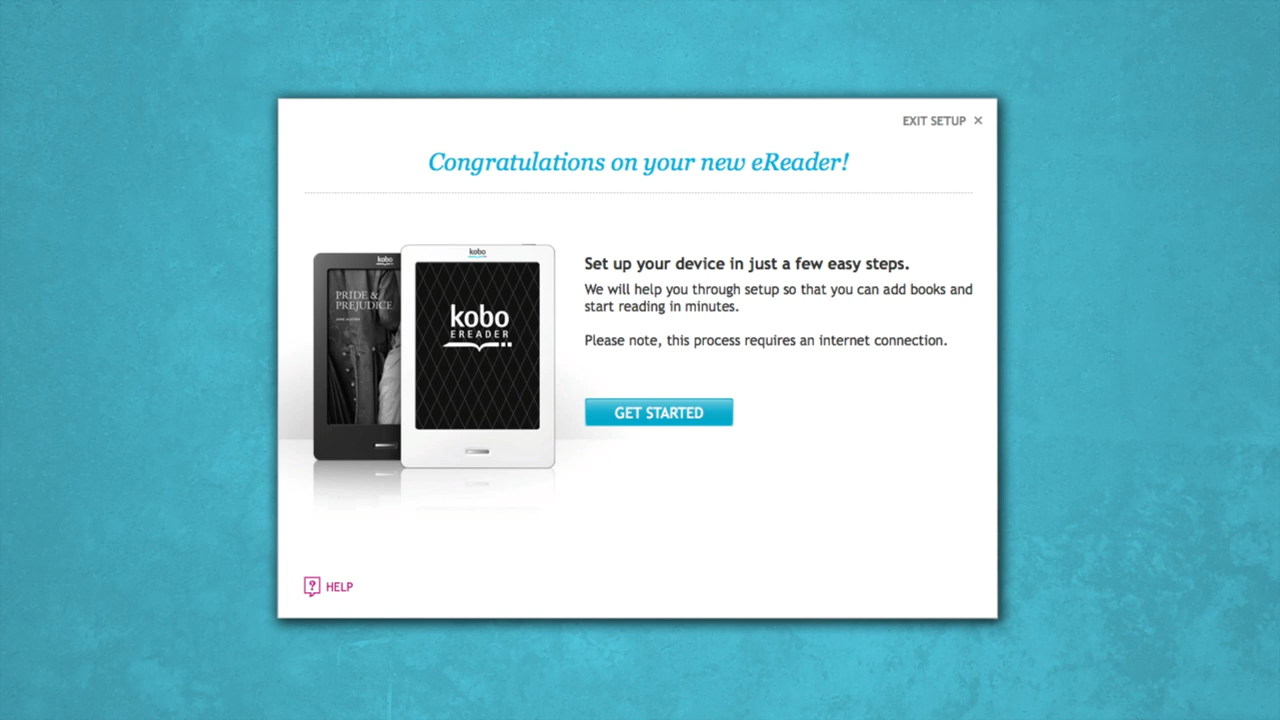 EXIT SETUP ×
Congratulations on your new eReader!
kobo
PRIDE &
PREJUDICE
JANE AUSTEN
kobo
kobo
EREADER
Set up your device in just a few easy steps.
We will help you through setup so that you can add books and
start reading in minutes.
Please note, this process requires an internet connection.
GET STARTED
? HELP